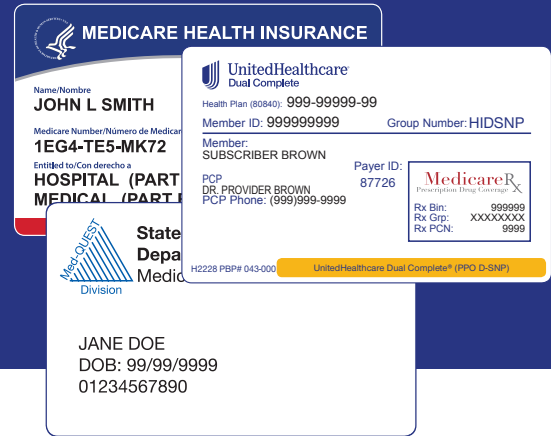 MEDICARE HEALTH INSURANCE
Name/Nombre
JOHN L SMITH
Medicare Number/Número de Medicar
1EG4-TE5-MK72
Entitled to/Con derecho a
HOSPITAL (PART
MEDICAL (PART
UnitedHealthcare®
Dual Complete
Health Plan (80840): 999-99999-99
Member ID: 999999999 Group Number: HIDSNP
Member:
SUBSCRIBER BROWN
PCP
DR. PROVIDER BROWN
PCP Phone: (999)999-9999
Payer ID:
87726
MedicareRx
Prescription Drug Coverage
Rx Bin: 999999
Rx Grp: XXXXXXXX
Rx PCN: 9999
H2228 PBP# 043-000 UnitedHealthcare Dual Complete® (PPO D-SNP)
Med-QUEST
Division
State
Depa
Medic
JANE DOE
DOB: 99/99/9999
01234567890